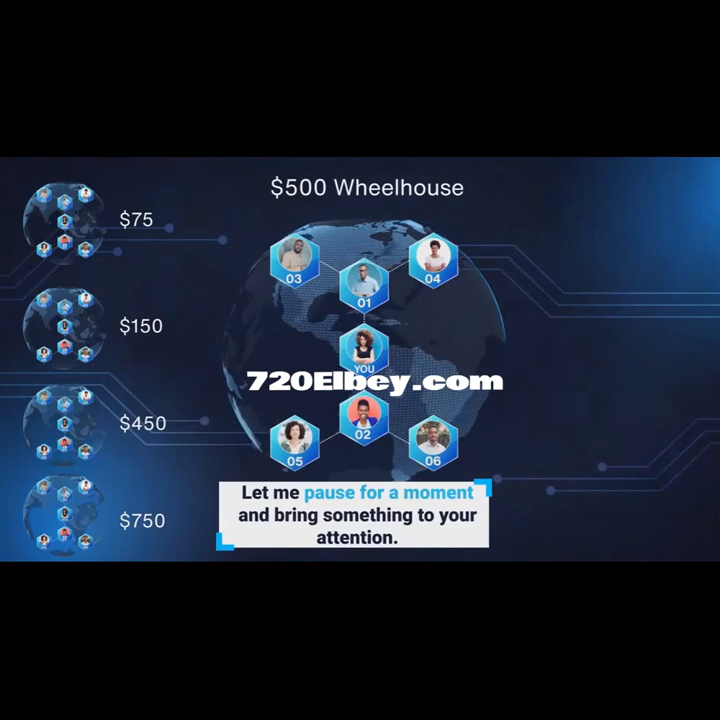 $500 Wheelhouse
$75
$150
$450
$750
03
04
01
YOU
720Elbey.com
02
05
06
Let me pause for a moment
and bring something to your
attention.